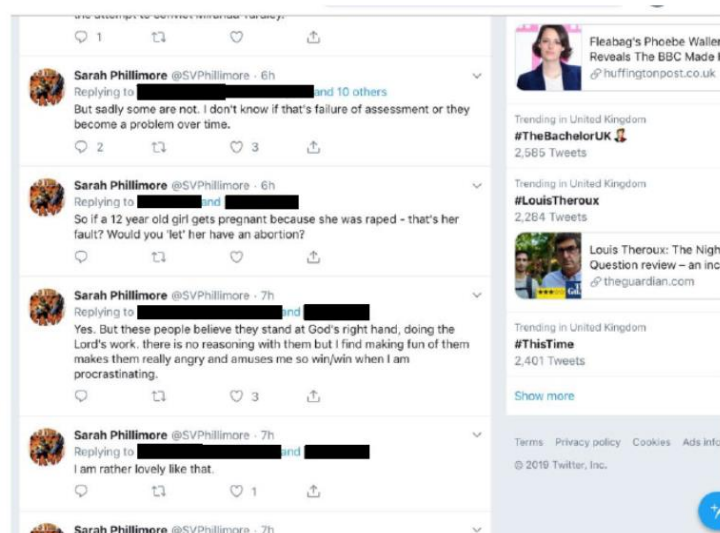 1
Sarah Phillimore @SVPhillimore · 6h
Replying to and 10 others
But sadly some are not. I don't know if that's failure of assessment or they
become a problem over time.
2 3
Sarah Phillimore @SVPhillimore · 6h
Replying to and
So if a 12 year old girl gets pregnant because she was raped - that's her
fault? Would you 'let' her have an abortion?
Sarah Phillimore @SVPhillimore · 7h
Replying to and
Yes. But these people believe they stand at God's right hand, doing the
Lord's work. there is no reasoning with them but I find making fun of them
makes them really angry and amuses me so win/win when I am
procrastinating.
3
Sarah Phillimore @SVPhillimore · 7h
Replying to and
I am rather lovely like that.
1
Sarah Phillimore @SVPhillimore · 7h
Fleabag's Phoebe Waller
Reveals The BBC Made
huffingtonpost.co.uk
Trending in United Kingdom
#TheBachelorUK
2,585 Tweets
Trending in United Kingdom
#LouisTheroux
2,284 Tweets
Louis Theroux: The Nigh
Question review – an inc
theguardian.com
Trending in United Kingdom
#ThisTime
2,401 Tweets
Show more
Terms Privacy policy Cookies Ads info
© 2019 Twitter, Inc.